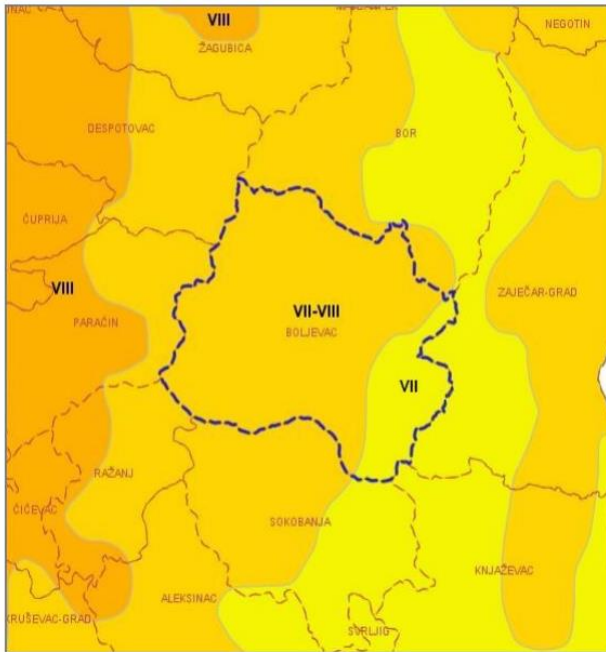 VIII
NEGOTIN
ŽAGUBICA
DESPOTOVAC
BOR
ĆUPRIJA
VIII
ZAJEČAR-GRAD
PARAĆIN
VII-VIII
BOLJEVAC
VII
RAŽANJ
ĆIĆEVAC
SOKOBANJA
KNJAŽEVAC
ALEKSINAC
KRUŠEVAC-GRAD
SVRLJIG